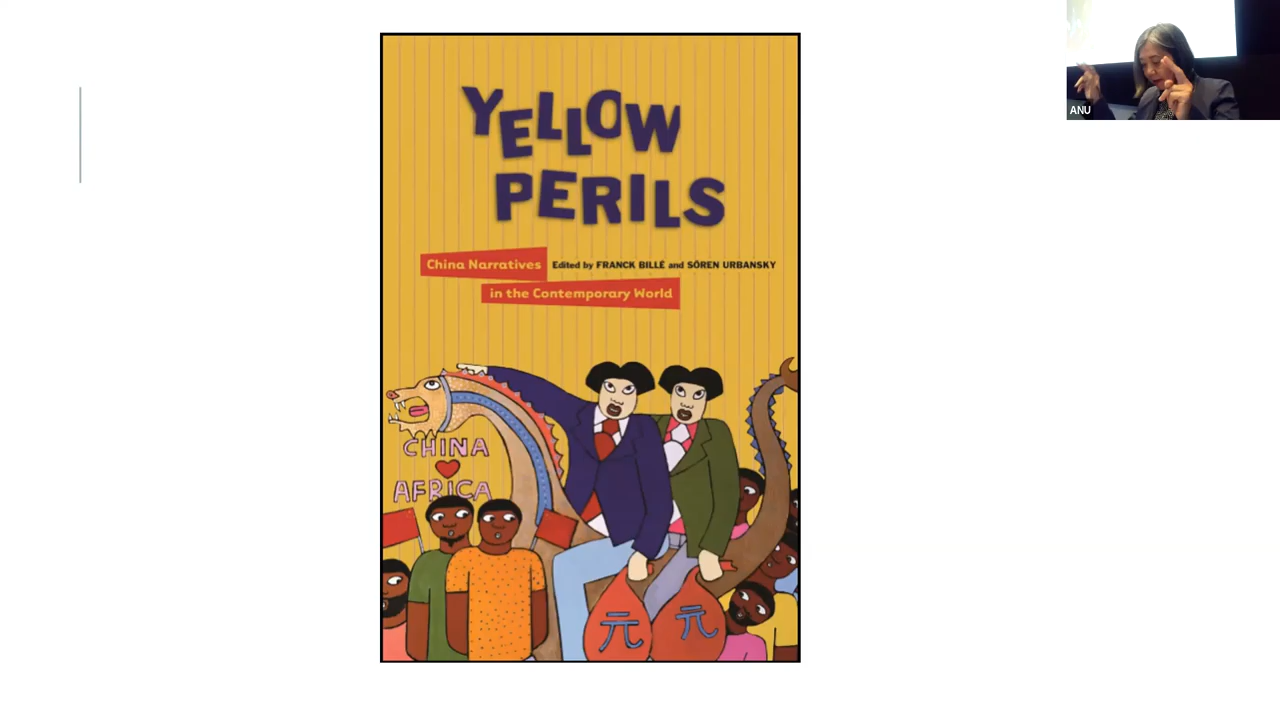 YELLOW
PERILS
China Narratives
Edited by FRANCK BILLÉ and SÖREN URBANSKY
in the Contemporary World
CHINA
AFRICA
元
元
ANU